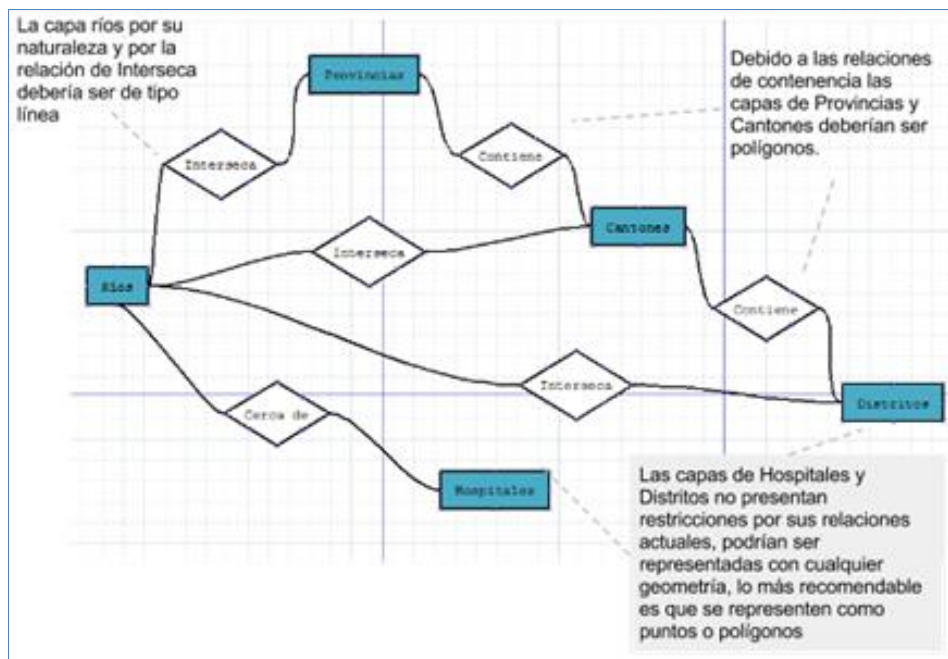 La capa ríos por su
naturaleza y por la
relación de Interseca
debería ser de tipo
línea
Provincias
Debido a las relaciones
de contenencia las
capas de Provincias y
Cantones deberían ser
polígonos.
Interseca
Contiene
Cantones
Interseca
Ríos
Contiene
Interseca
Distritos
Cerca de
Hospitales
Las capas de Hospitales y
Distritos no presentan
restricciones por sus relaciones
actuales, podrían ser
representadas con cualquier
geometría, lo más recomendable
es que se representen como
puntos o polígonos